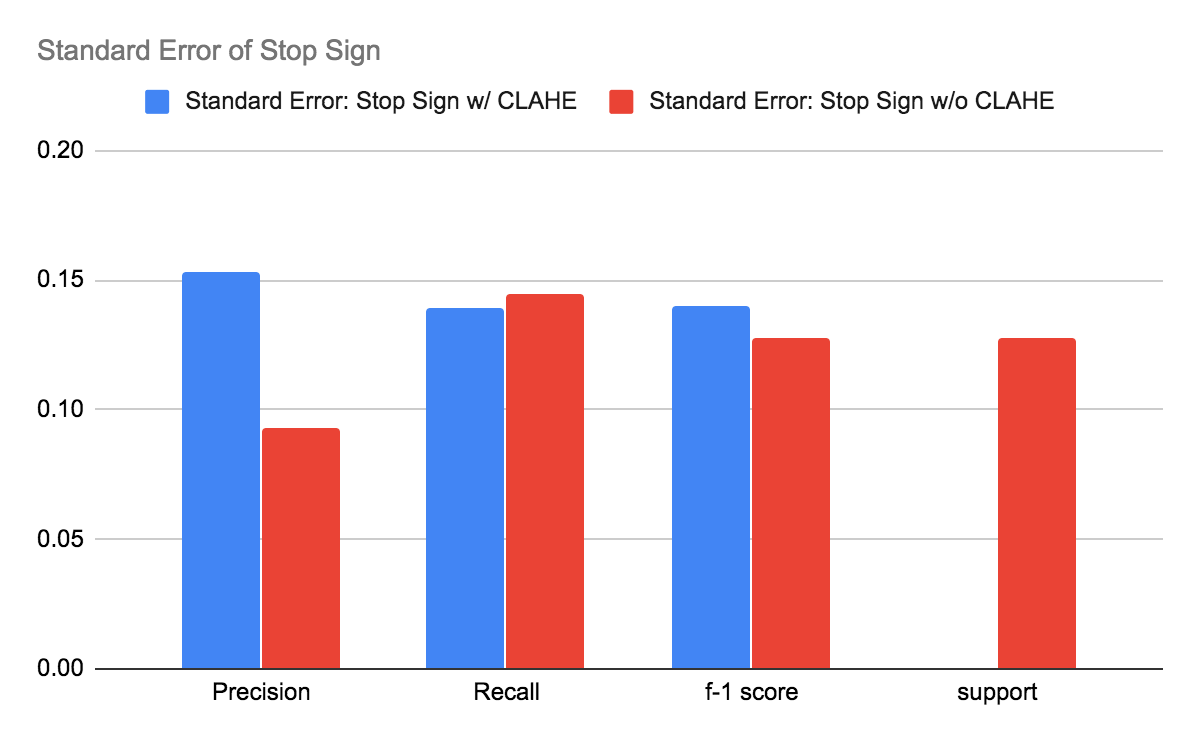 Standard Error of Stop Sign
Standard Error: Stop Sign w/ CLAHE Standard Error: Stop Sign w/o CLAHE
0.20
0.15
0.10
0.05
0.00
Precision Recall f-1 score support